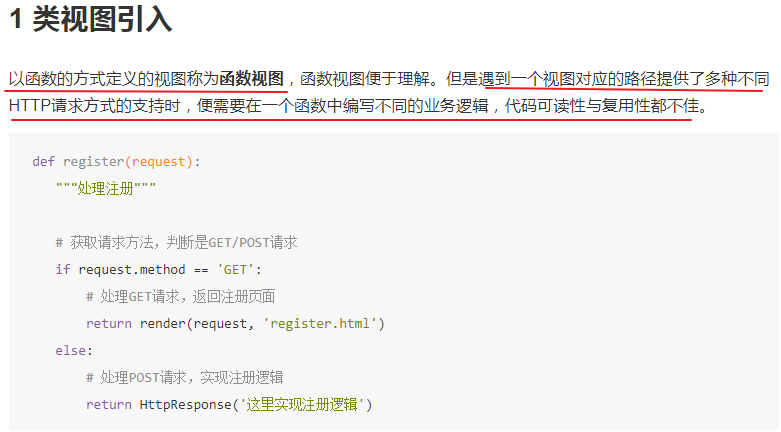 1 类视图引入
以函数的方式定义的视图称为函数视图，函数视图便于理解。但是遇到一个视图对应的路径提供了多种不同
HTTP请求方式的支持时，便需要在一个函数中编写不同的业务逻辑，代码可读性与复用性都不佳。
def register(request):
"""处理注册"""
# 获取请求方法，判断是GET/POST请求
if request.method == 'GET':
# 处理GET请求，返回注册页面
return render(request, 'register.html')
else:
# 处理POST请求，实现注册逻辑
return HttpResponse('这里实现注册逻辑')